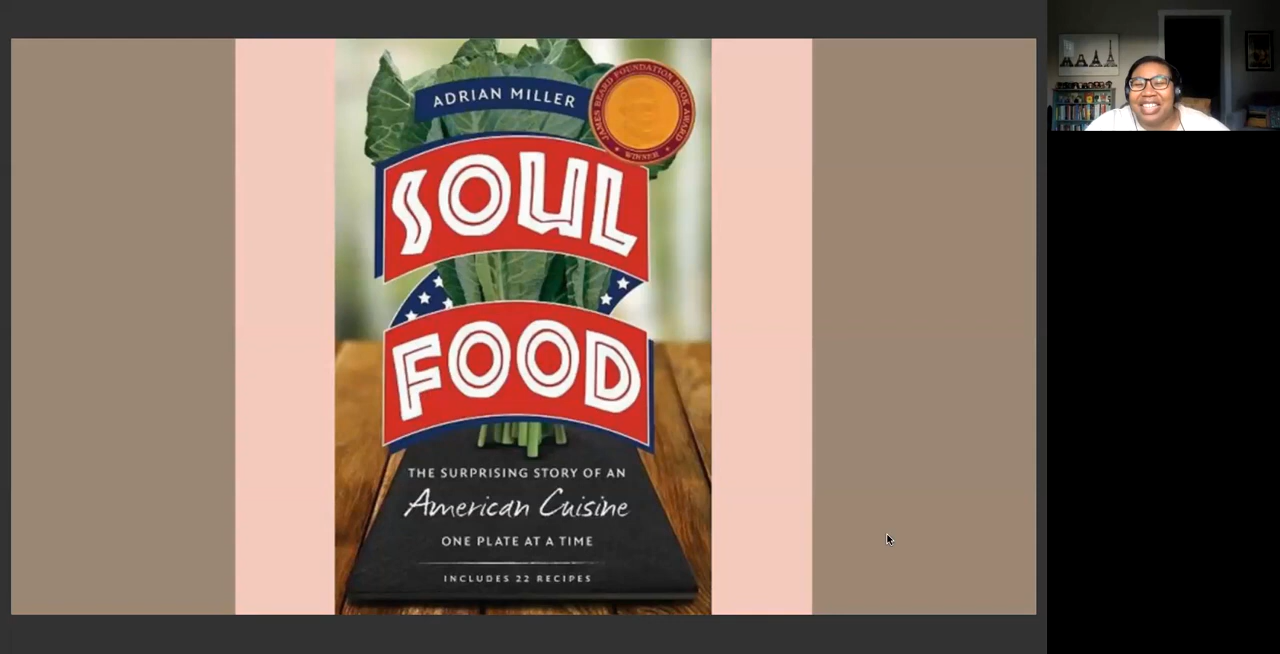 ADRIAN MILLER
JAMES BEARD FOUNDATION BOOK AWARD
WINNER
SOUL
FOOD
THE SURPRISING STORY OF AN
American Cuisine
ONE PLATE AT A TIME
INCLUDES 22 RECIPES